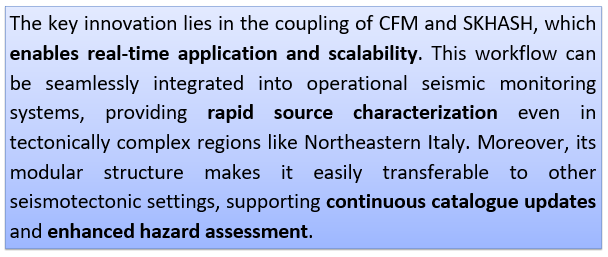 The key innovation lies in the coupling of CFM and SKHASH, which
enables real-time application and scalability. This workflow can
be seamlessly integrated into operational seismic monitoring
systems, providing rapid source characterization even in
tectonically complex regions like Northeastern Italy. Moreover, its
modular structure makes it easily transferable to other
seismotectonic settings, supporting continuous catalogue updates
and enhanced hazard assessment.